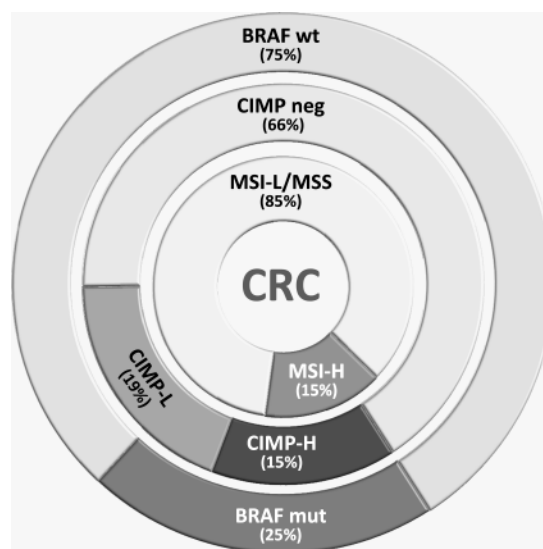 BRAF wt
(75%)
CIMP neg
(66%)
MSI-L/MSS
(85%)
CRC
MSI-H
(15%)
CIMP-L
(19%)
CIMP-H
(15%)
BRAF mut
(25%)